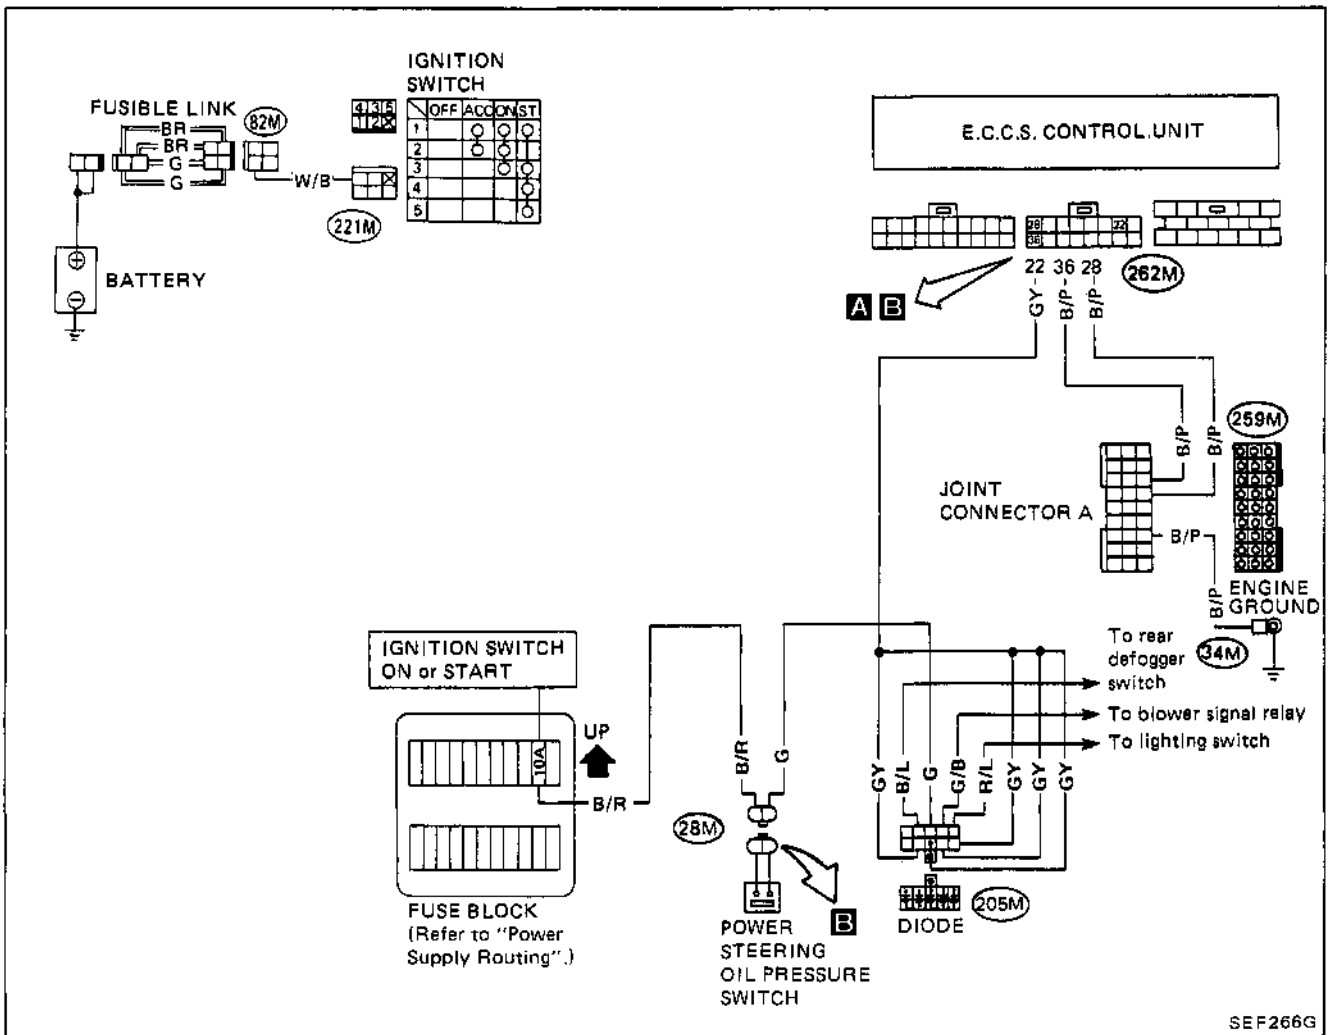 IGNITION
SWITCH
FUSIBLE LINK
82M
BR
BR
G
G
W/B
4 3 5
1 2
OFF ACC ON ST
1
2
3
4
5
221M
BATTERY
E.C.C.S. CONTROL UNIT
28 22
36
22 36 28
262M
GY
B/P
B/P
A B
259M
B/P
B/P
JOINT
CONNECTOR A
B/P
B/P
ENGINE
GROUND
34M
To rear
defogger
switch
To blower signal relay
To lighting switch
IGNITION SWITCH
ON or START
UP
10A
B/R
B/R
G
GY
B/L
G
G/B
R/L
GY
GY
GY
28M
FUSE BLOCK
(Refer to "Power
Supply Routing".)
POWER
STEERING
OIL PRESSURE
SWITCH
B
205M
DIODE
SEF266G